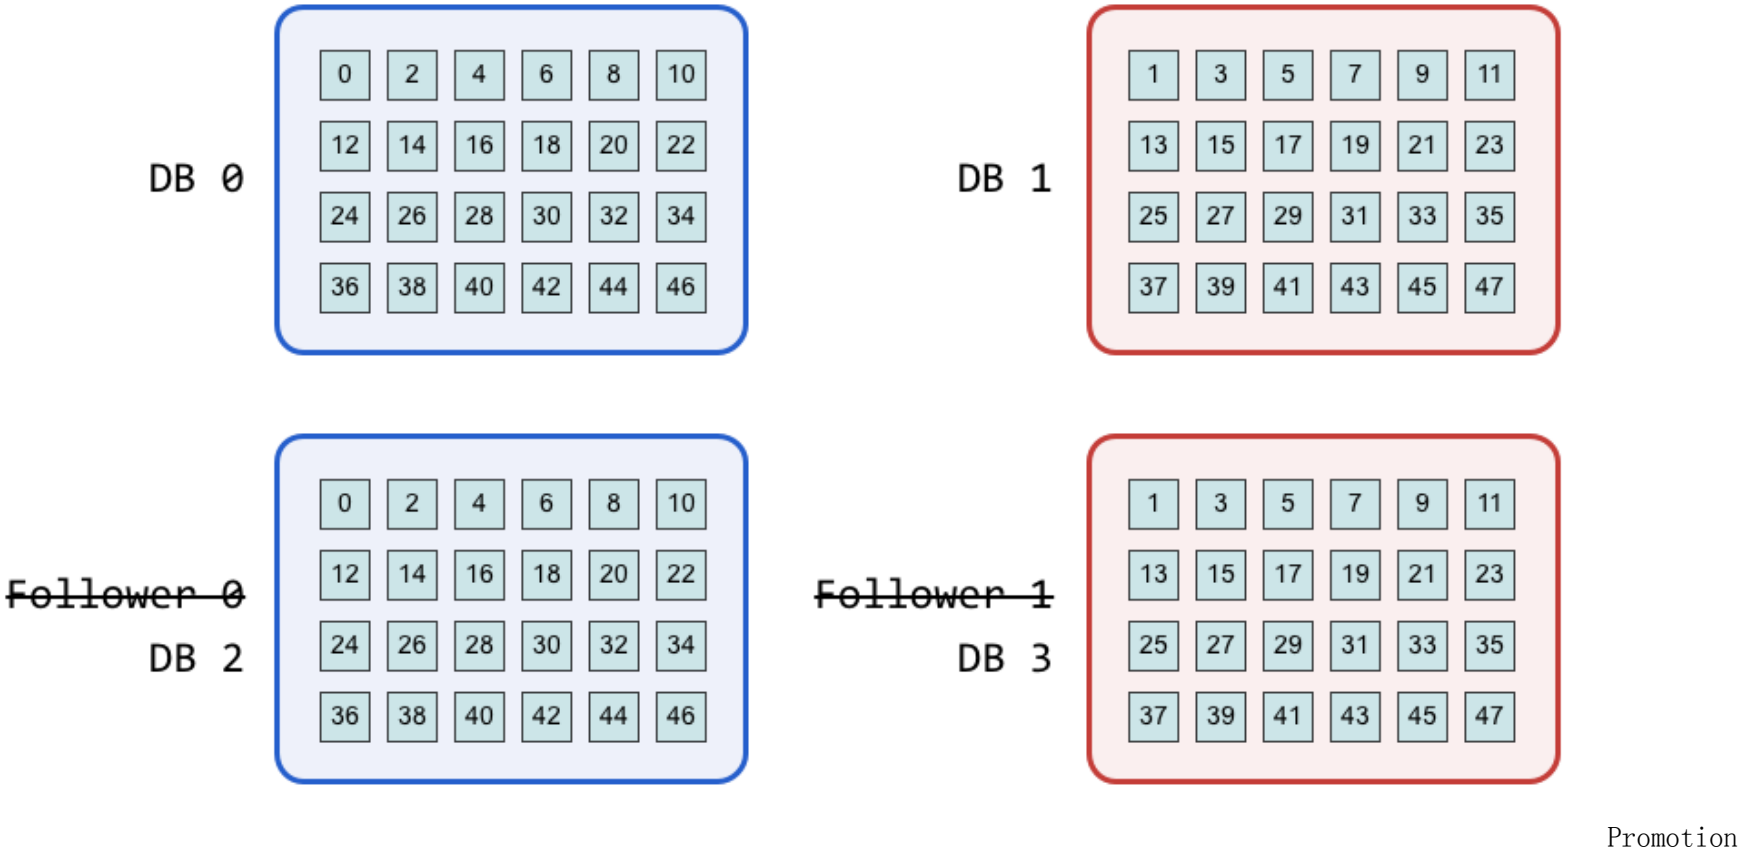 0 2 4 6 8 10
12 14 16 18 20 22
DB 0
24 26 28 30 32 34
36 38 40 42 44 46
1 3 5 7 9 11
13 15 17 19 21 23
DB 1
25 27 29 31 33 35
37 39 41 43 45 47
0 2 4 6 8 10
12 14 16 18 20 22
Follower 0
DB 2
24 26 28 30 32 34
36 38 40 42 44 46
1 3 5 7 9 11
13 15 17 19 21 23
Follower 1
DB 3
25 27 29 31 33 35
37 39 41 43 45 47
Promotion